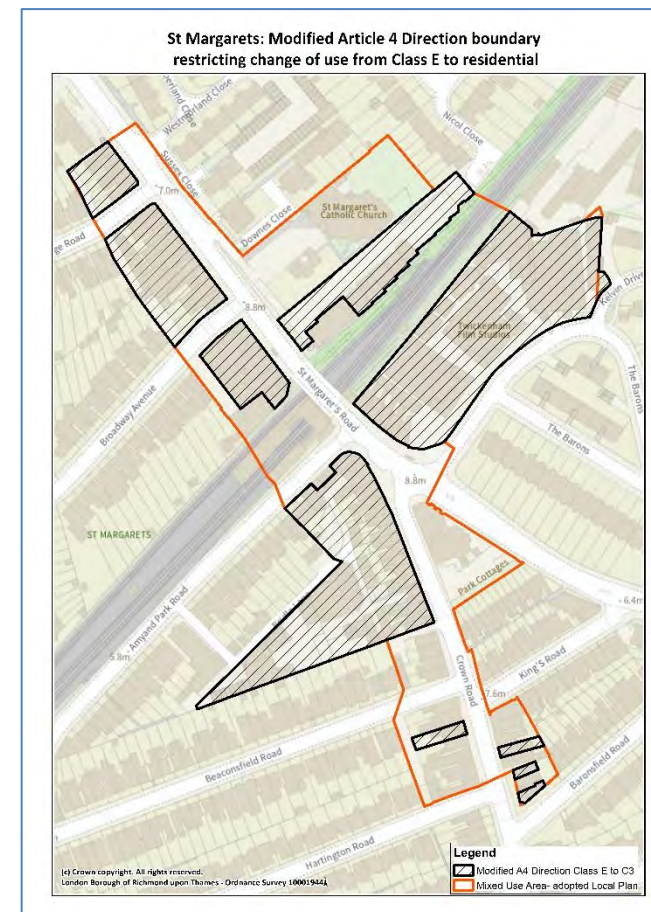 St Margarets: Modified Article 4 Direction boundary
restricting change of use from Class E to residential
Westmorland Close
Sussex Close
Nicol Close
7.0m
Downes Close
St Margaret's
Catholic Church
Road
8.8m
Kelvin Drive
Twickenham
Film Studios
The Barons
Broadway Avenue
St Margaret's Road
The Barons
8.8m
ST MARGARETS
Park Cottages
6.4m
Amyand Park Road
5.8m
King'S Road
Crown Road
7.6m
Beaconsfield Road
Baronsfield Road
Hartington Road
Legend
Modified A4 Direction Class E to C3
Mixed Use Area- adopted Local Plan
(c) Crown copyright. All rights reserved.
London Borough of Richmond upon Thames - Ordnance Survey 10001944